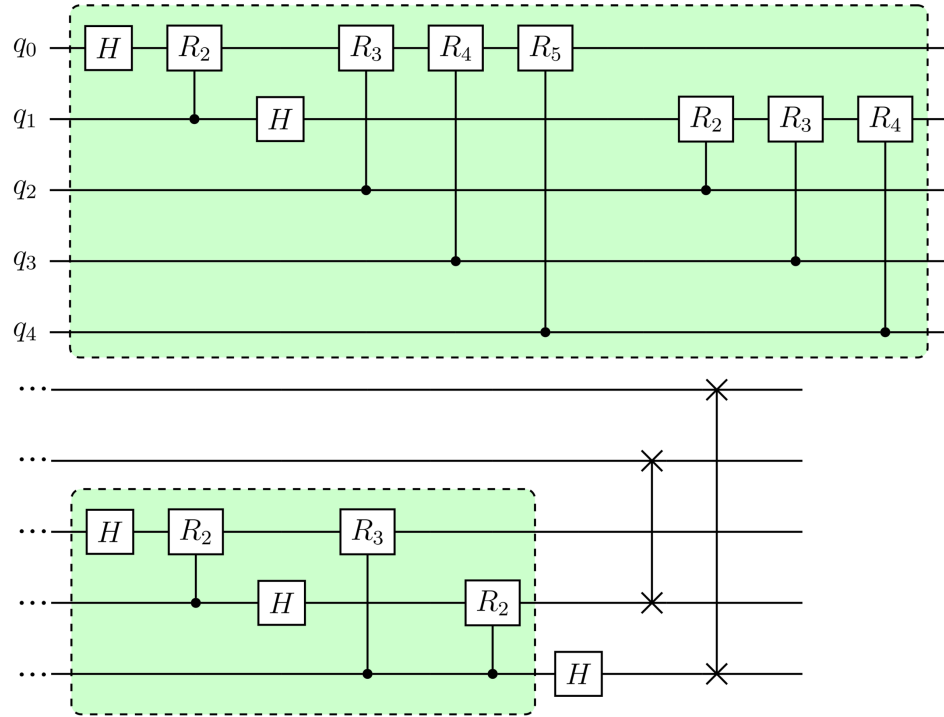 q₀ H R₂ R₃ R₄ R₅
q₁ H R₂ R₃ R₄
q₂
q₃
q₄
...
...
... H R₂ R₃
... H R₂
... H